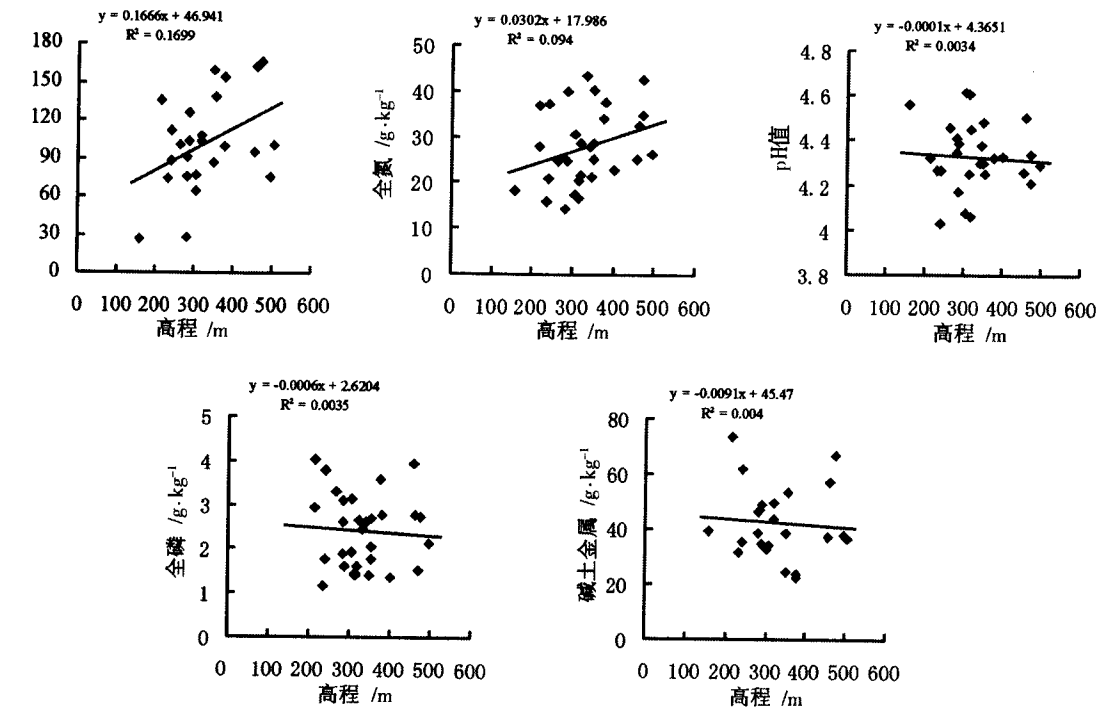 y = 0.1666x + 46.941
R² = 0.1699
180
150
120
90
60
30
0
0 100 200 300 400 500 600
高程 /m
y = 0.0302x + 17.986
R² = 0.094
全氮 /g·kg⁻¹
50
40
30
20
10
0
0 100 200 300 400 500 600
高程 /m
y = -0.0001x + 4.3651
R² = 0.0034
pH值
4.8
4.6
4.4
4.2
4
3.8
0 100 200 300 400 500 600
高程 /m
y = -0.0006x + 2.6204
R² = 0.0035
全磷 /g·kg⁻¹
5
4
3
2
1
0
0 100 200 300 400 500 600
高程 /m
y = -0.0091x + 45.47
R² = 0.004
碱土金属 /g·kg⁻¹
80
60
40
20
0
0 100 200 300 400 500 600
高程 /m